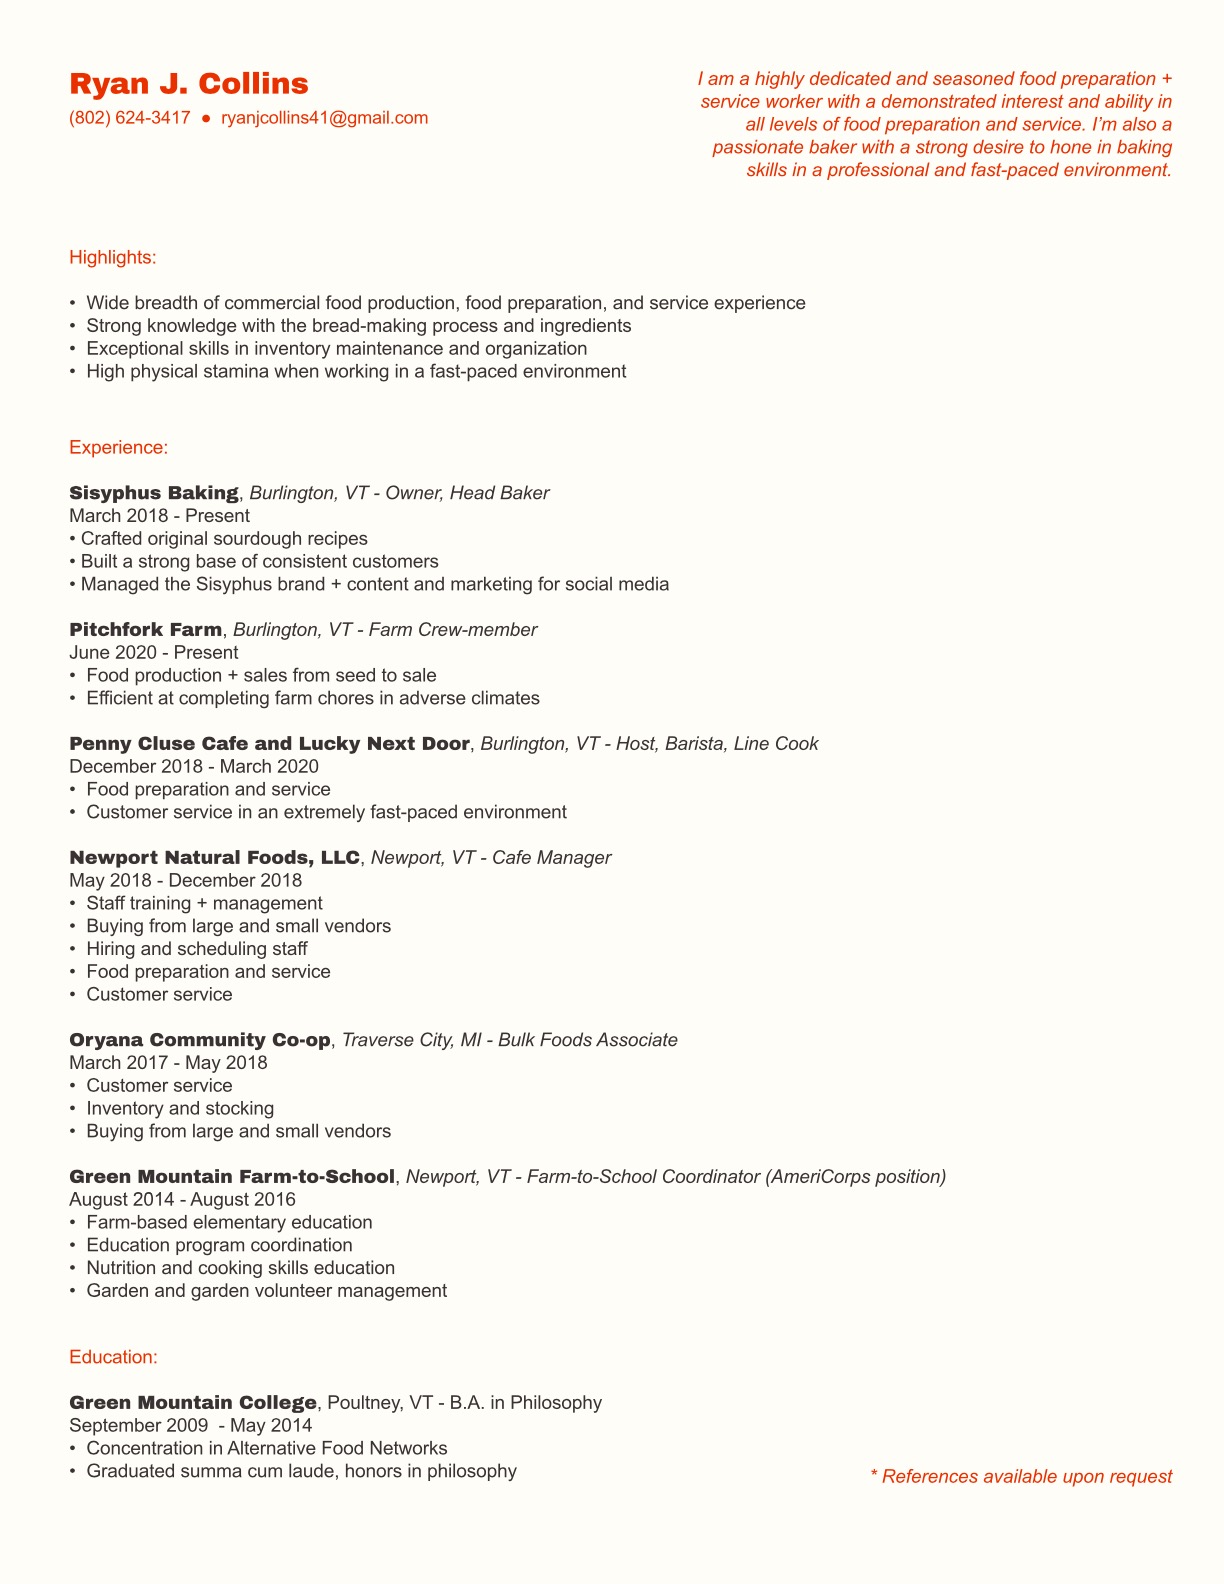 Ryan J. Collins
(802) 624-3417 ● ryanjcollins41@gmail.com
I am a highly dedicated and seasoned food preparation +
service worker with a demonstrated interest and ability in
all levels of food preparation and service. I’m also a
passionate baker with a strong desire to hone in baking
skills in a professional and fast-paced environment.
Highlights:
• Wide breadth of commercial food production, food preparation, and service experience
• Strong knowledge with the bread-making process and ingredients
• Exceptional skills in inventory maintenance and organization
• High physical stamina when working in a fast-paced environment
Experience:
Sisyphus Baking, Burlington, VT - Owner, Head Baker
March 2018 - Present
• Crafted original sourdough recipes
• Built a strong base of consistent customers
• Managed the Sisyphus brand + content and marketing for social media
Pitchfork Farm, Burlington, VT - Farm Crew-member
June 2020 - Present
• Food production + sales from seed to sale
• Efficient at completing farm chores in adverse climates
Penny Cluse Cafe and Lucky Next Door, Burlington, VT - Host, Barista, Line Cook
December 2018 - March 2020
• Food preparation and service
• Customer service in an extremely fast-paced environment
Newport Natural Foods, LLC, Newport, VT - Cafe Manager
May 2018 - December 2018
• Staff training + management
• Buying from large and small vendors
• Hiring and scheduling staff
• Food preparation and service
• Customer service
Oryana Community Co-op, Traverse City, MI - Bulk Foods Associate
March 2017 - May 2018
• Customer service
• Inventory and stocking
• Buying from large and small vendors
Green Mountain Farm-to-School, Newport, VT - Farm-to-School Coordinator (AmeriCorps position)
August 2014 - August 2016
• Farm-based elementary education
• Education program coordination
• Nutrition and cooking skills education
• Garden and garden volunteer management
Education:
Green Mountain College, Poultney, VT - B.A. in Philosophy
September 2009  - May 2014
• Concentration in Alternative Food Networks
• Graduated summa cum laude, honors in philosophy
* References available upon request